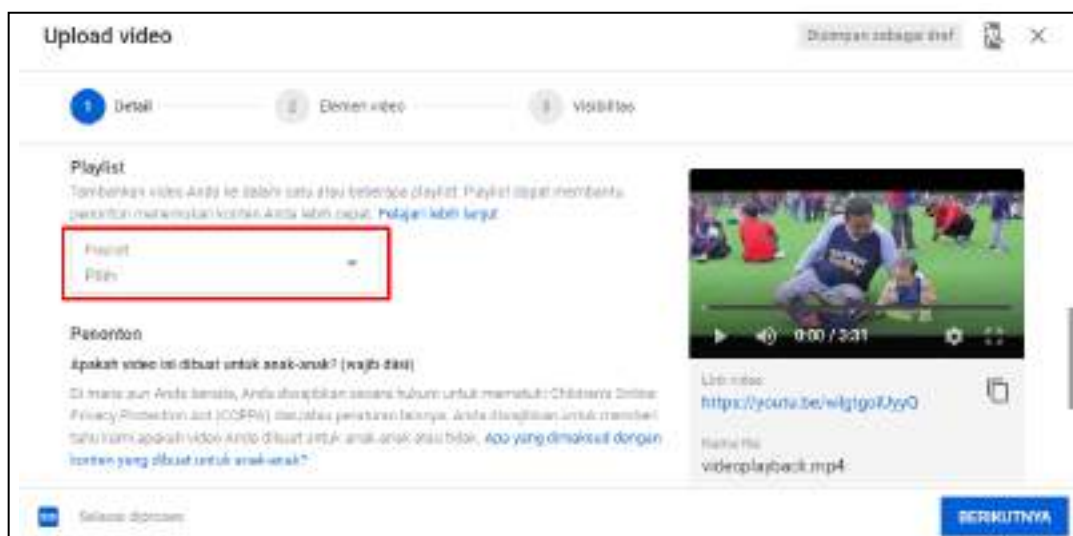 Upload video
Disimpan sebagai draf
1 Detail
2 Elemen video
3 Visibilitas
Playlist
Tambahkan video Anda ke dalam satu atau beberapa playlist. Playlist dapat membantu
penonton menemukan konten Anda lebih cepat. Pelajari lebih lanjut
Playlist
Pilih
Penonton
Apakah video ini dibuat untuk anak-anak? (wajib diisi)
Di mana pun Anda berada, Anda diwajibkan secara hukum untuk mematuhi Children's Online
Privacy Protection Act (COPPA) dan/atau peraturan lainnya. Anda diwajibkan untuk memberi
tahu kami apakah video Anda dibuat untuk anak-anak atau tidak. Apa yang dimaksud dengan
konten yang dibuat untuk anak-anak?
0:00 / 3:31
Link video
https://youtu.be/
Nama file
videoplayback.mp4
Selesai diproses
BERIKUTNYA